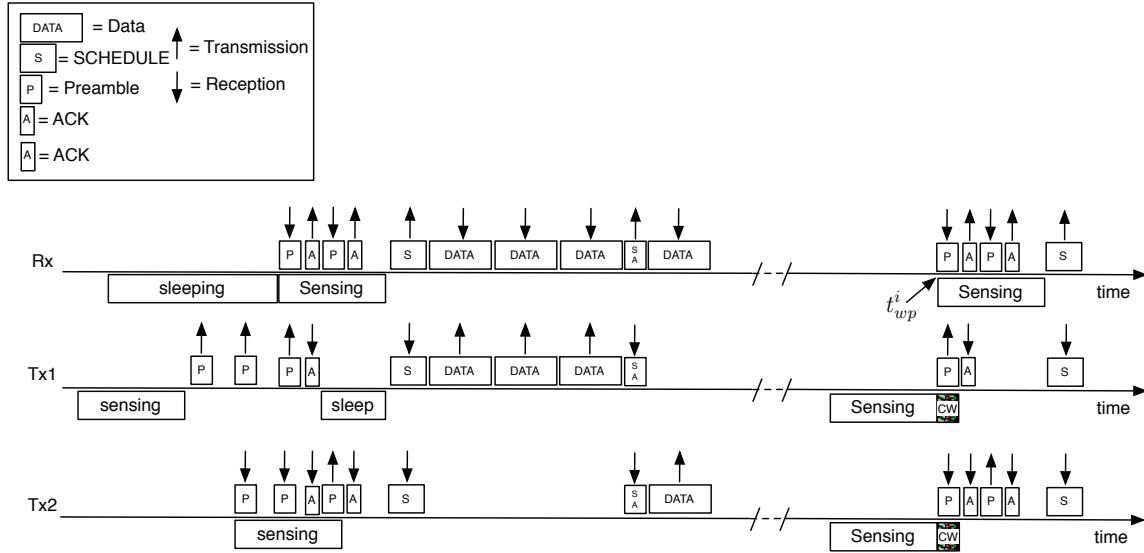 DATA = Data
S = SCHEDULE = Transmission
P = Preamble = Reception
A = ACK
A = ACK
P A P A S DATA DATA DATA S A DATA P A P A S
Rx
sleeping Sensing Sensing time
t_wp^i
P P P A S DATA DATA DATA S A P A S
Tx1
sensing sleep Sensing CW time
P P A P A S S A DATA P A P A S
Tx2
sensing Sensing CW time